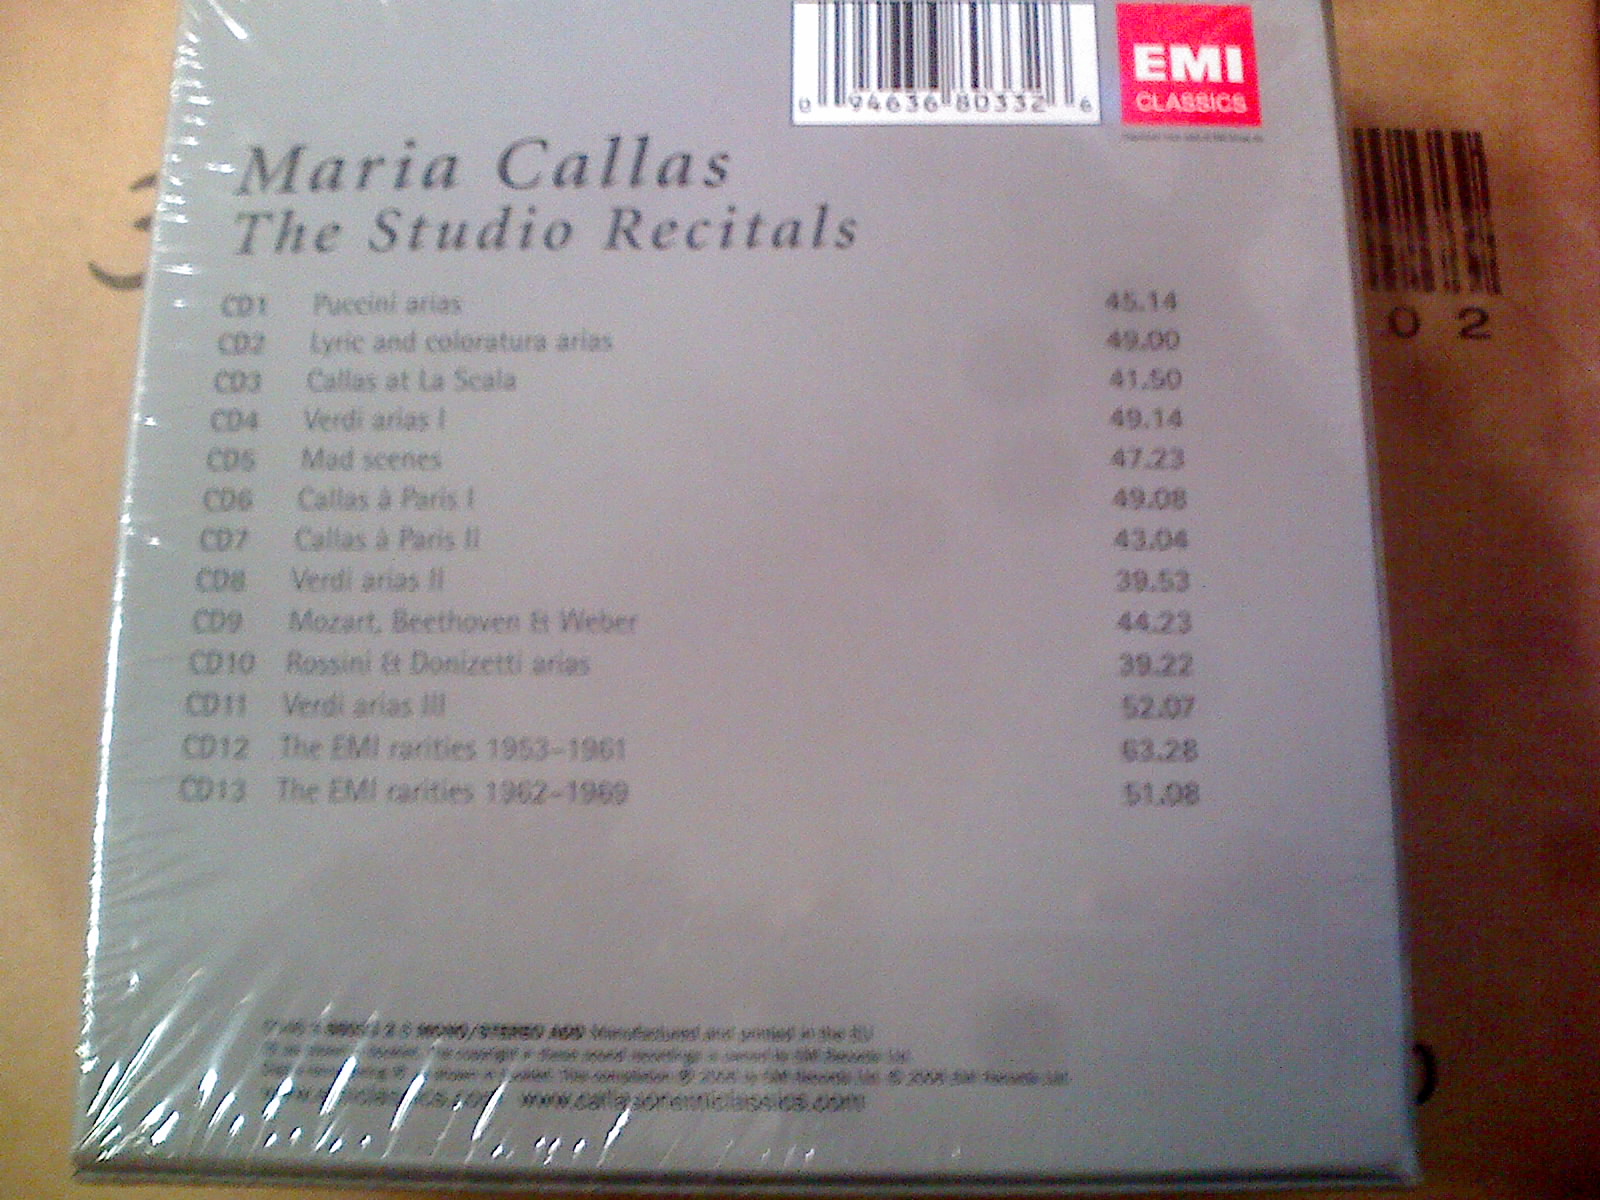 0 94636 80332 6
EMI
CLASSICS
Maria Callas
The Studio Recitals
CD1 Puccini arias 45.14
CD2 Lyric and coloratura arias 49.00
CD3 Callas at La Scala 41.50
CD4 Verdi arias I 49.14
CD5 Mad scenes 47.23
CD6 Callas à Paris I 49.08
CD7 Callas à Paris II 43.04
CD8 Verdi arias II 39.53
CD9 Mozart, Beethoven & Weber 44.23
CD10 Rossini & Donizetti arias 39.22
CD11 Verdi arias III 52.07
CD12 The EMI rarities 1953–1961 63.28
CD13 The EMI rarities 1962–1969 51.08
MONO/STEREO ADD Manufactured and printed in the EU
www.emiclassics.com www.callasonemiclassics.com
3
0 2